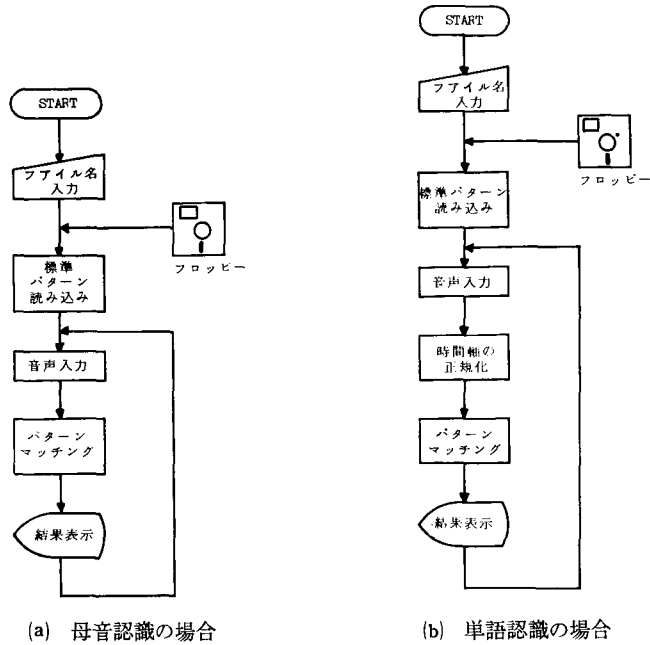 START
ファイル名
入力
フロッピー
標準
パターン
読み込み
音声入力
パターン
マッチング
結果表示
(a) 母音認識の場合
START
ファイル名
入力
フロッピー
標準パターン
読み込み
音声入力
時間軸の
正規化
パターン
マッチング
結果表示
(b) 単語認識の場合